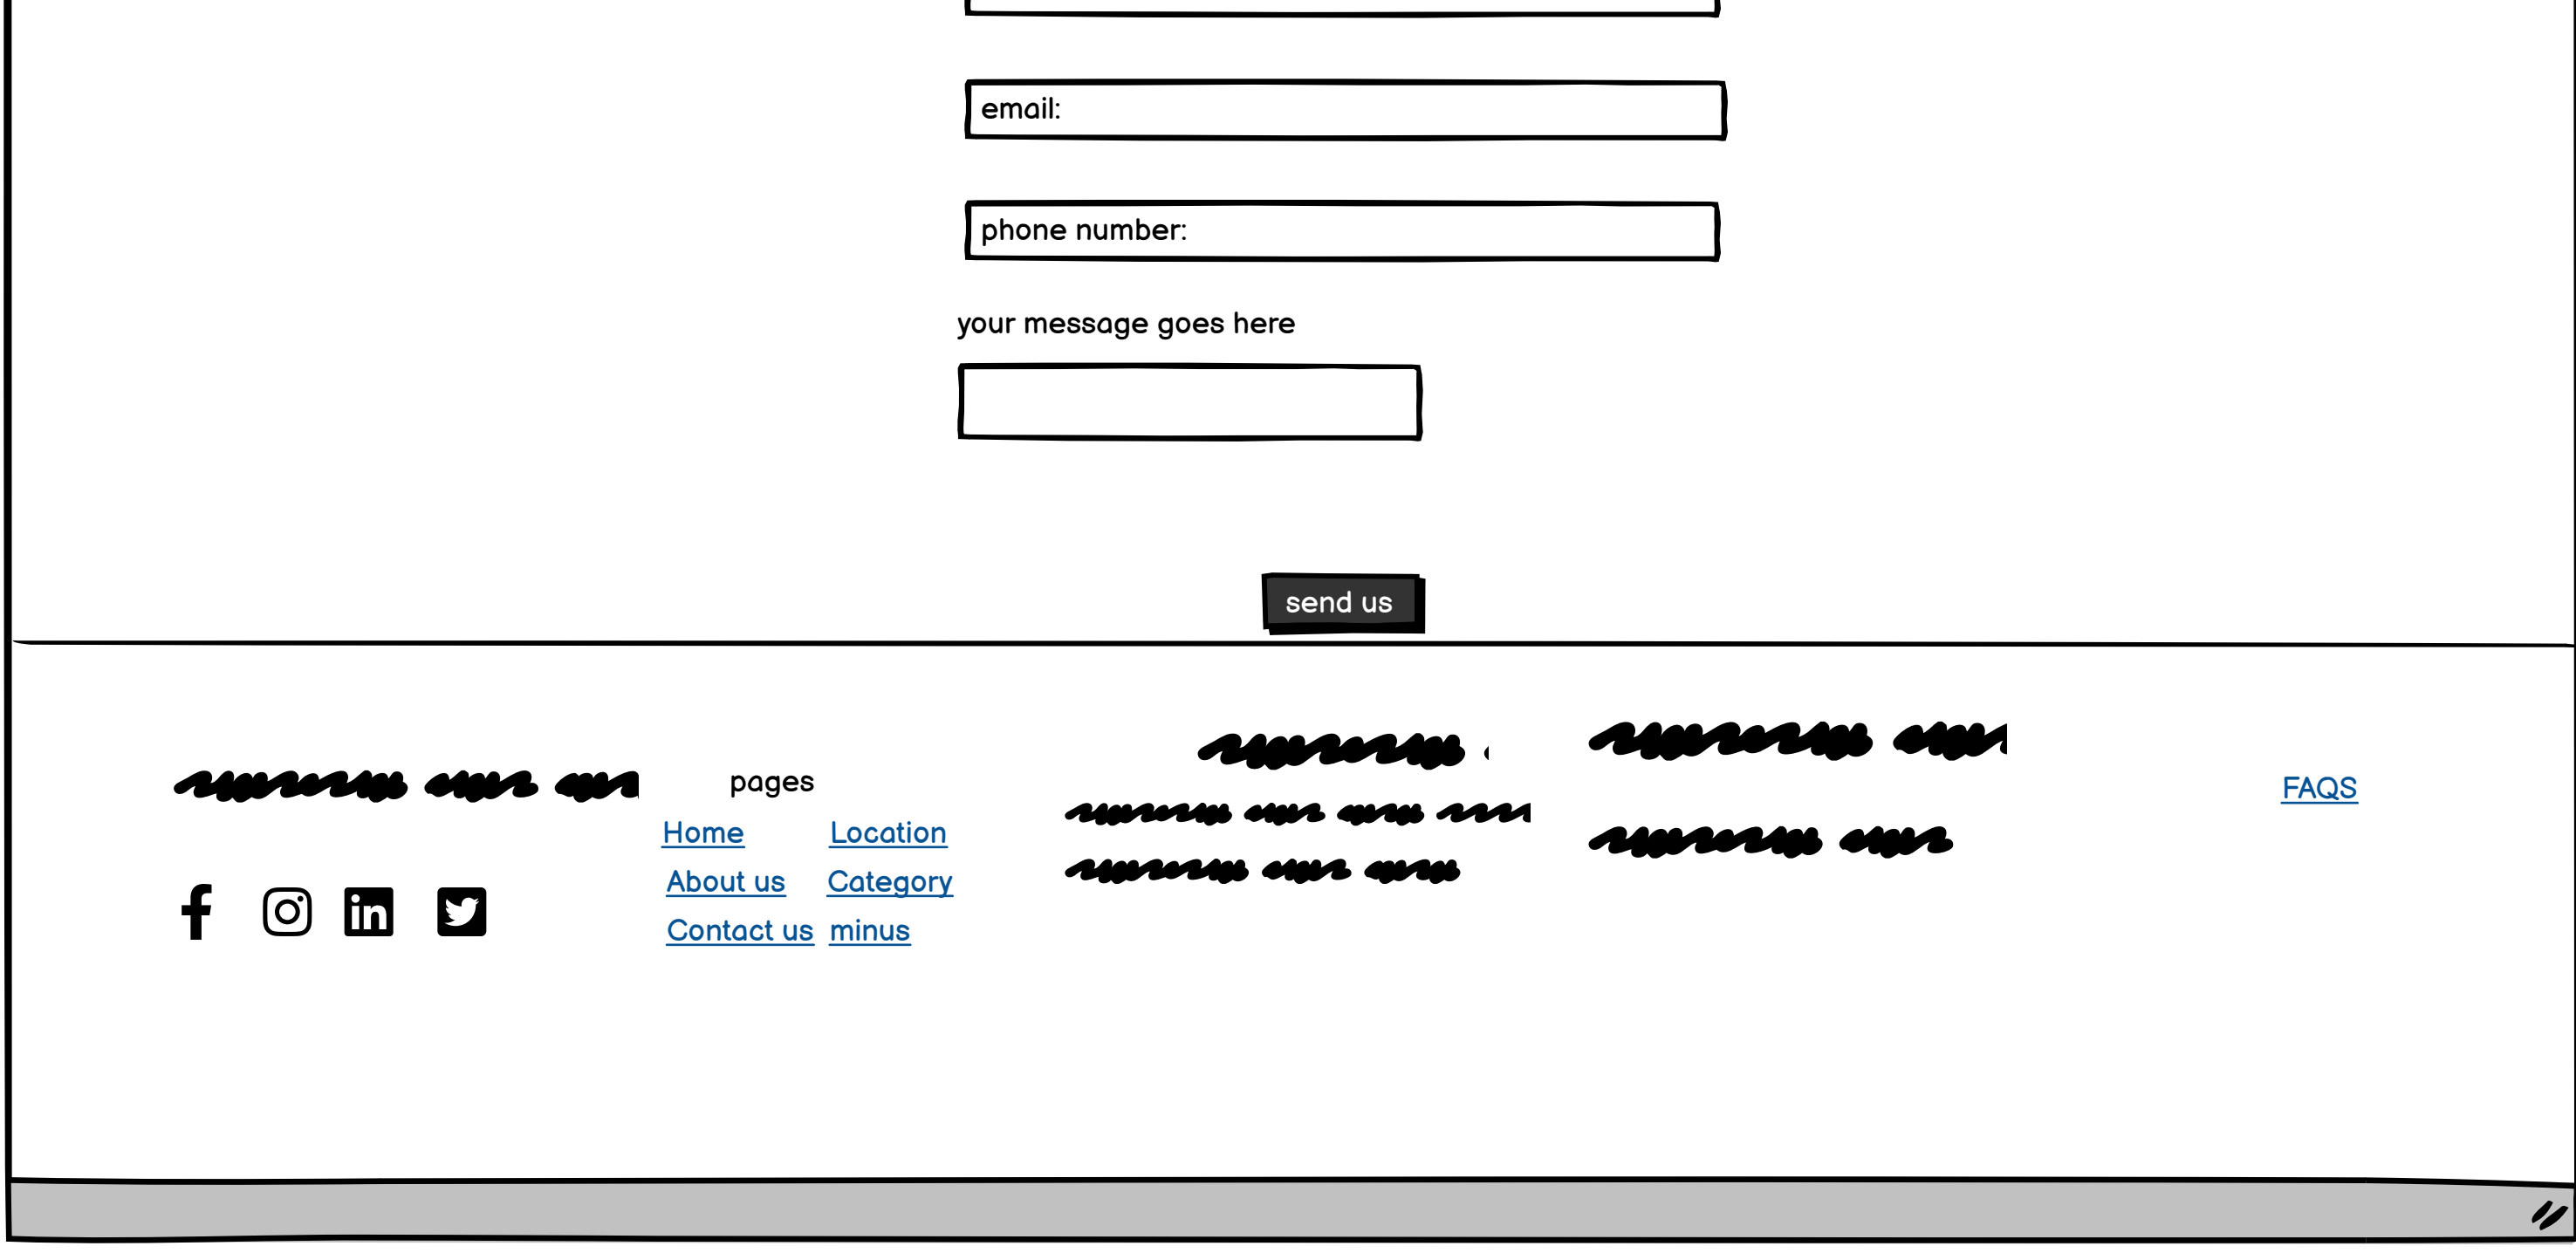 email:
phone number:
your message goes here
send us
pages
Home
Location
About us
Category
Contact us
minus
FAQS